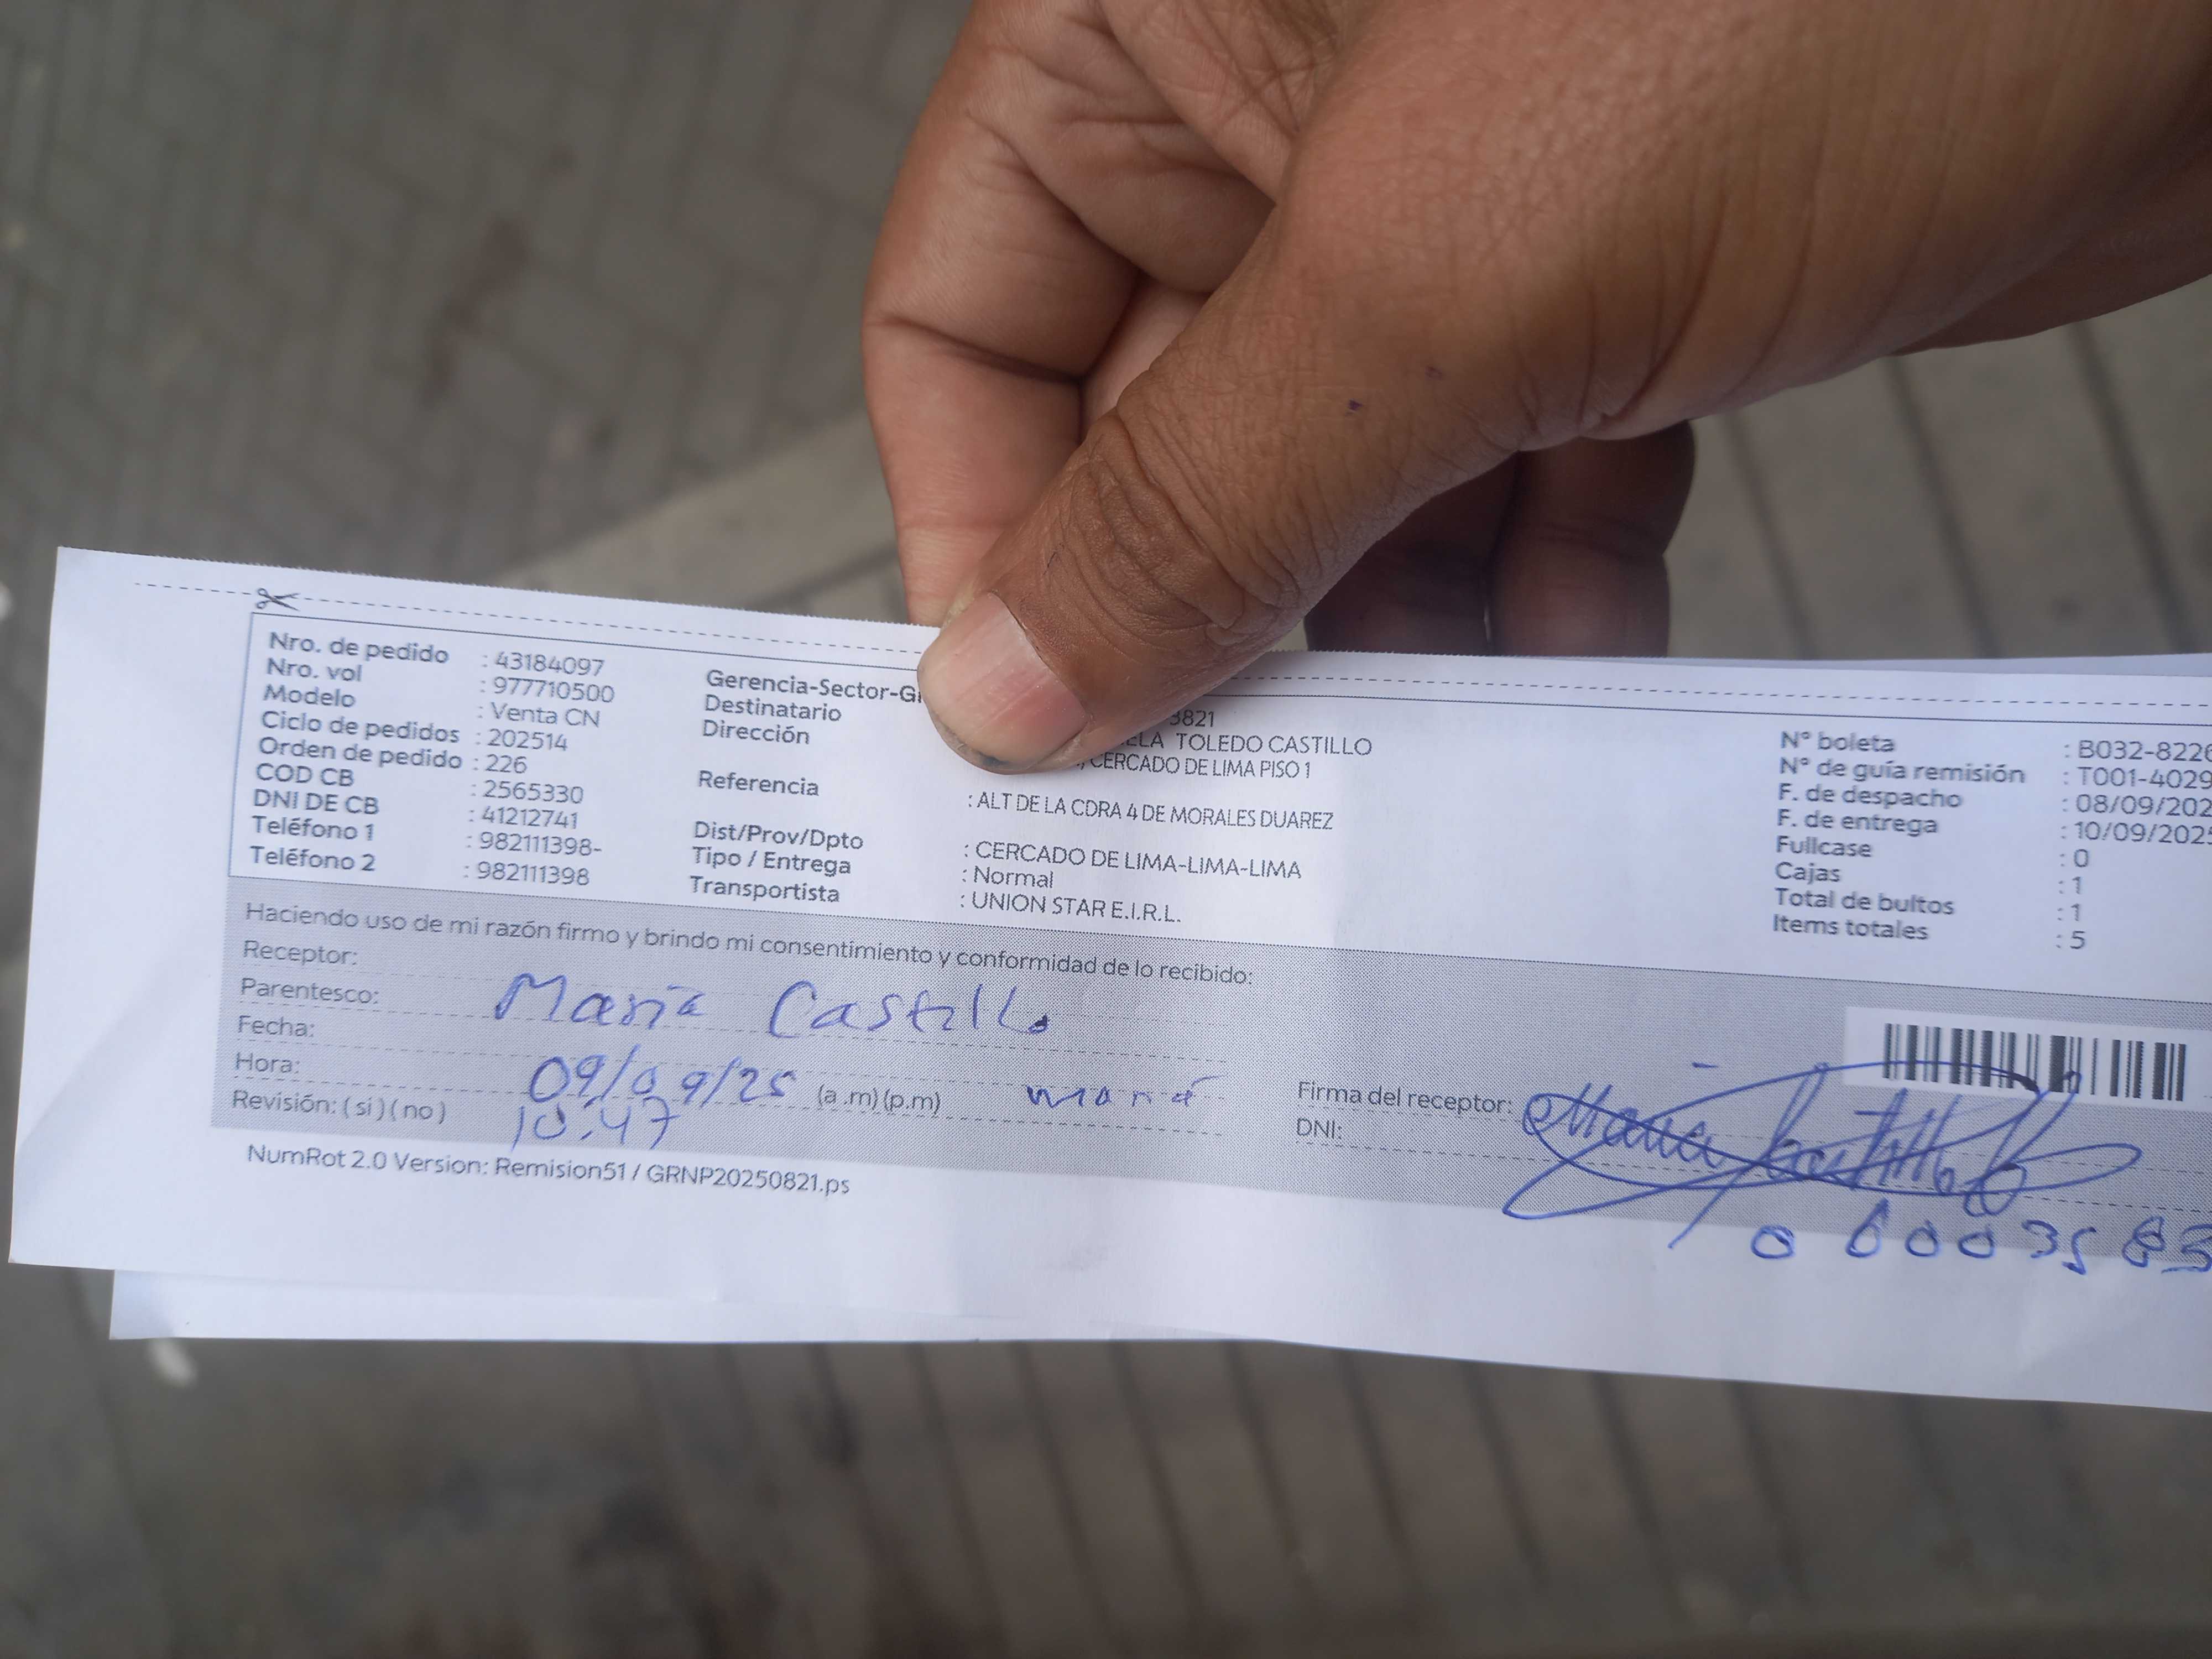 Nro. de pedido : 43184097
Nro. vol : 977710500
Modelo : Venta CN
Ciclo de pedidos : 202514
Orden de pedido : 226
COD CB : 2565330
DNI DE CB : 41212741
Teléfono 1 : 982111398-
Teléfono 2 : 982111398
Gerencia-Sector-G 3821
Destinatario TOLEDO CASTILLO
Dirección , CERCADO DE LIMA PISO 1
Referencia : ALT DE LA CDRA 4 DE MORALES DUAREZ
Dist/Prov/Dpto : CERCADO DE LIMA-LIMA-LIMA
Tipo / Entrega : Normal
Transportista : UNION STAR E.I.R.L.
N° boleta : B032-8226
N° de guía remisión : T001-4029
F. de despacho : 08/09/202
F. de entrega : 10/09/2025
Fullcase : 0
Cajas : 1
Total de bultos : 1
Items totales : 5
Haciendo uso de mi razón firmo y brindo mi consentimiento y conformidad de lo recibido:
Receptor: Maria Castillo
Parentesco:
Fecha: 09/09/25
Hora: 10:47 (a .m) (p.m) mamá
Revisión: ( si ) ( no )
Firma del receptor: Maria Castillo
DNI:
NumRot 2.0 Version: Remision51 / GRNP20250821.ps